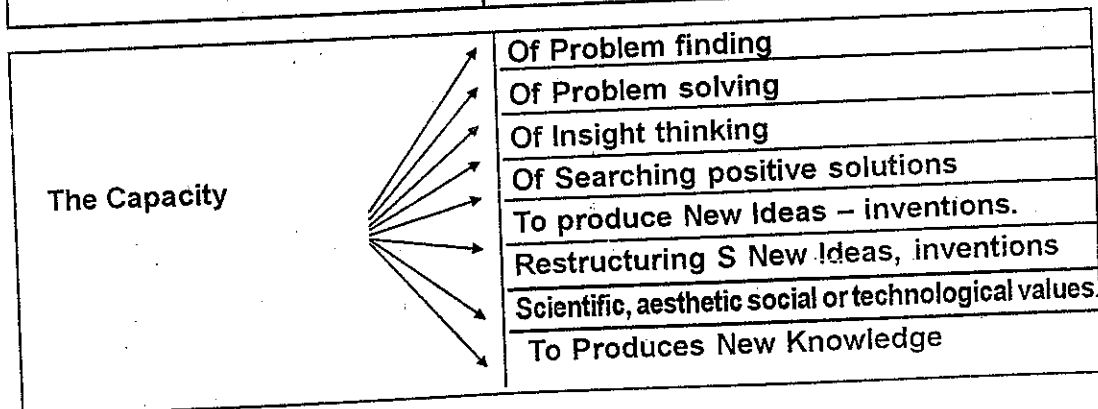 Of Problem finding
Of Problem solving
Of Insight thinking
Of Searching positive solutions
The Capacity
To produce New Ideas – inventions.
Restructuring S New Ideas, inventions
Scientific, aesthetic social or technological values.
To Produces New Knowledge